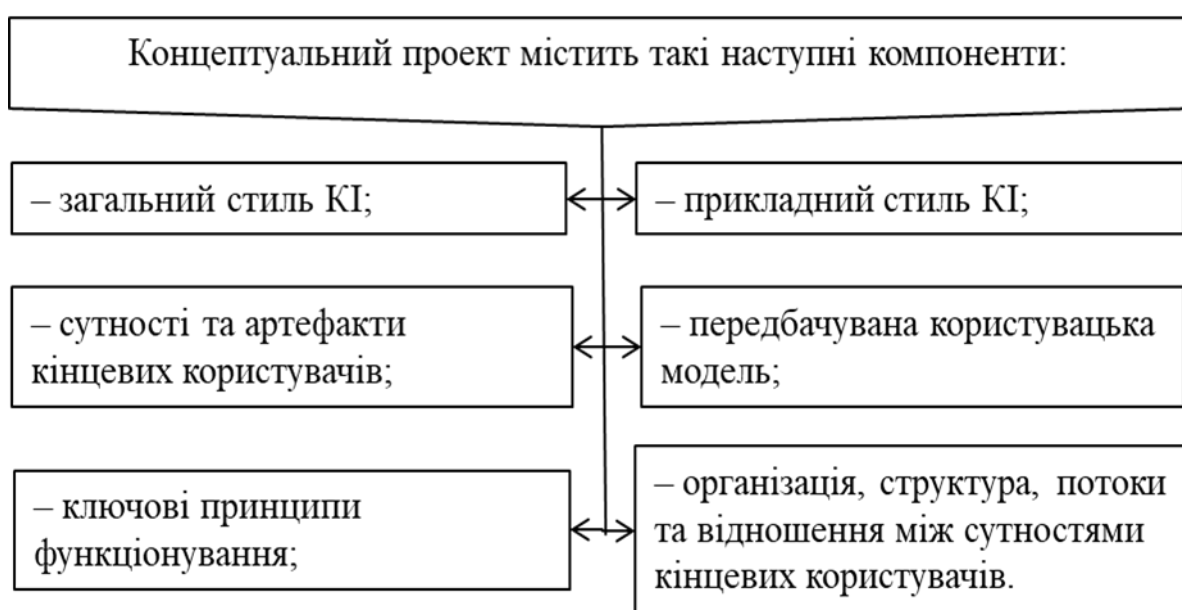 Концептуальний проект містить такі наступні компоненти:
– загальний стиль КІ;
– прикладний стиль КІ;
– сутності та артефакти
кінцевих користувачів;
– передбачувана користувацька
модель;
– ключові принципи
функціонування;
– організація, структура, потоки
та відношення між сутностями
кінцевих користувачів.